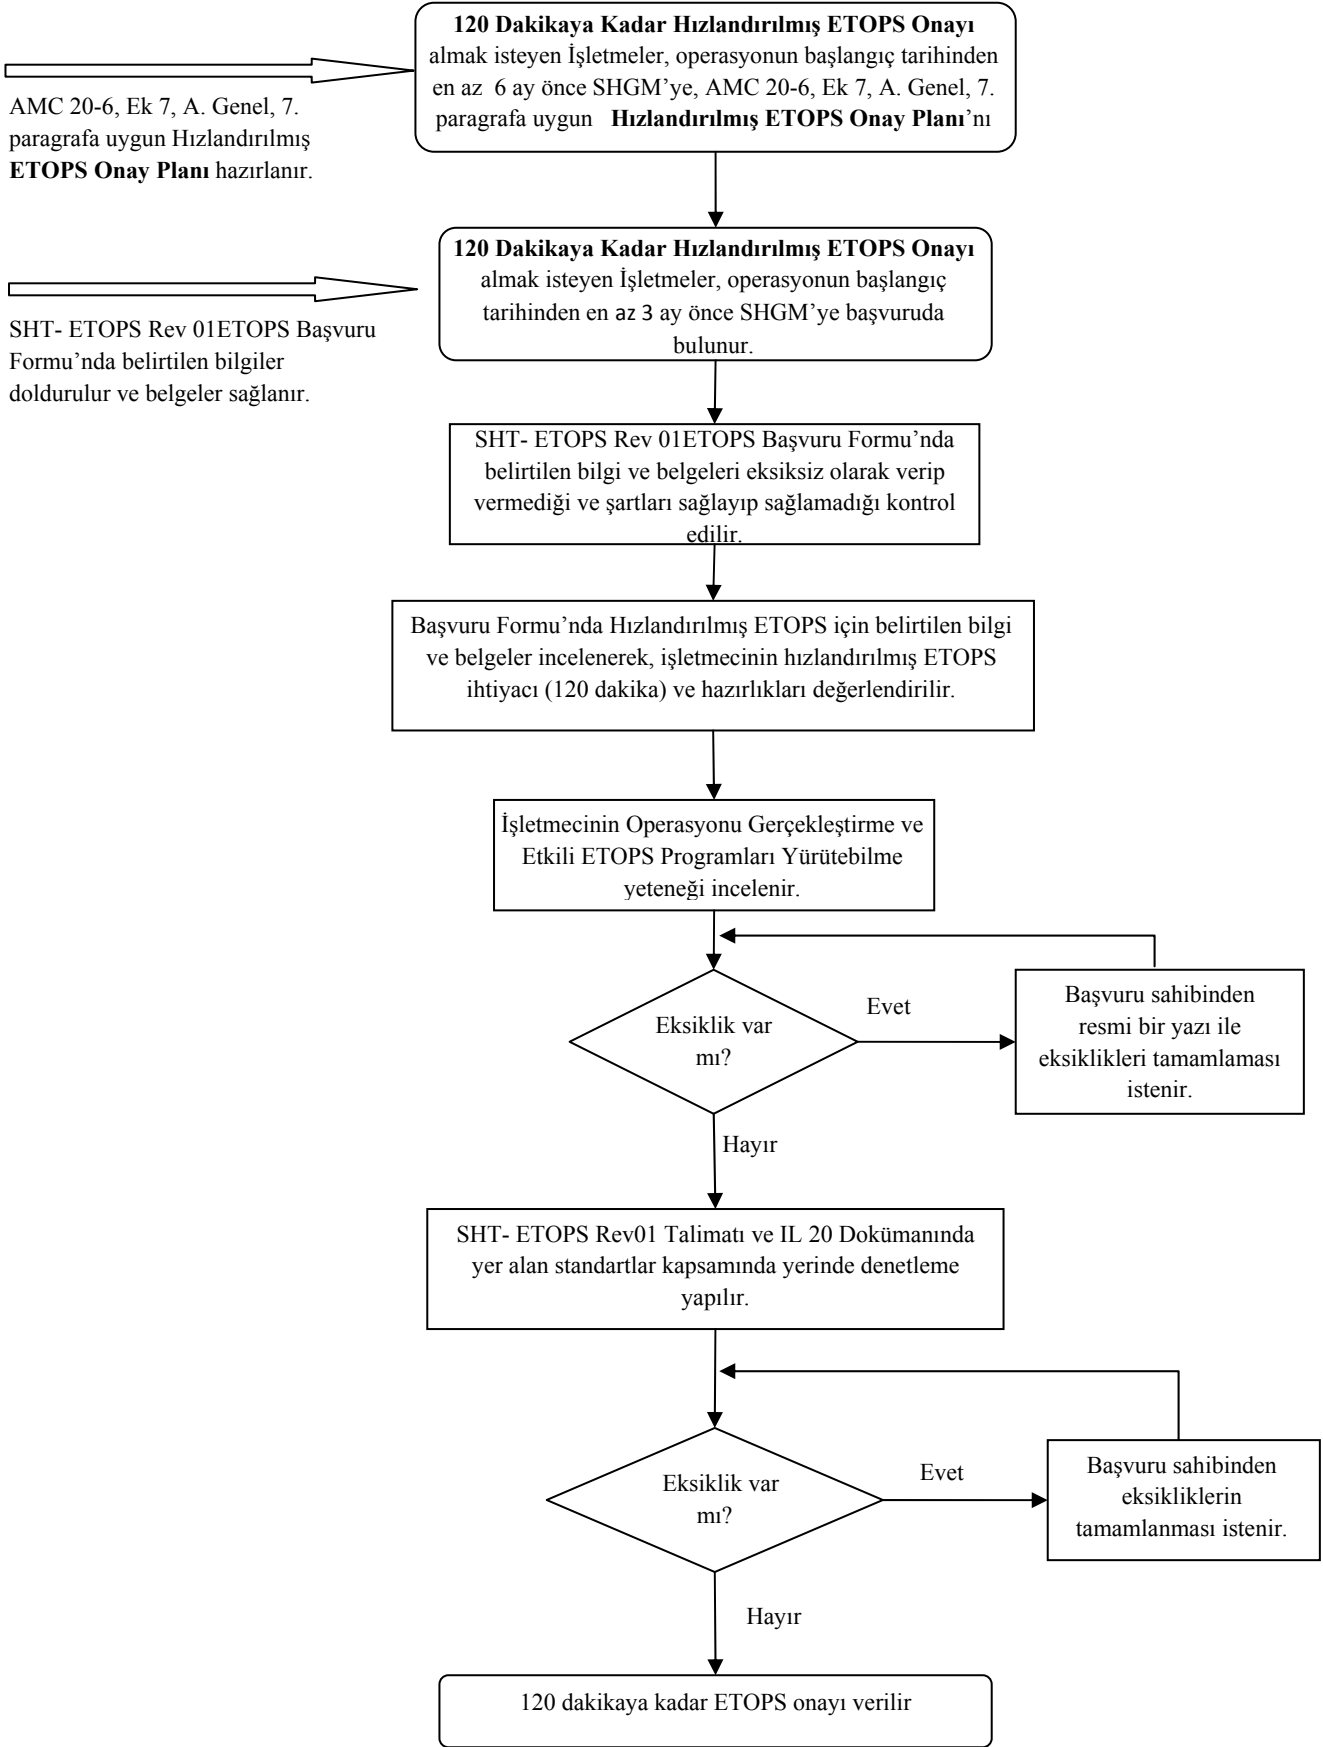 120 Dakikaya Kadar Hızlandırılmış ETOPS Onayı
almak isteyen İşletmeler, operasyonun başlangıç tarihinden
en az 6 ay önce SHGM’ye, AMC 20-6, Ek 7, A. Genel, 7.
paragrafa uygun Hızlandırılmış ETOPS Onay Planı’nı
AMC 20-6, Ek 7, A. Genel, 7.
paragrafa uygun Hızlandırılmış
ETOPS Onay Planı hazırlanır.
120 Dakikaya Kadar Hızlandırılmış ETOPS Onayı
almak isteyen İşletmeler, operasyonun başlangıç
tarihinden en az 3 ay önce SHGM’ye başvuruda
bulunur.
SHT- ETOPS Rev 01ETOPS Başvuru
Formu’nda belirtilen bilgiler
doldurulur ve belgeler sağlanır.
SHT- ETOPS Rev 01ETOPS Başvuru Formu’nda
belirtilen bilgi ve belgeleri eksiksiz olarak verip
vermediği ve şartları sağlayıp sağlamadığı kontrol
edilir.
Başvuru Formu’nda Hızlandırılmış ETOPS için belirtilen bilgi
ve belgeler incelenerek, işletmecinin hızlandırılmış ETOPS
ihtiyacı (120 dakika) ve hazırlıkları değerlendirilir.
İşletmecinin Operasyonu Gerçekleştirme ve
Etkili ETOPS Programları Yürütebilme
yeteneği incelenir.
Eksiklik var
mı?
Evet
Başvuru sahibinden
resmi bir yazı ile
eksiklikleri tamamlaması
istenir.
Hayır
SHT- ETOPS Rev01 Talimatı ve IL 20 Dokümanında
yer alan standartlar kapsamında yerinde denetleme
yapılır.
Eksiklik var
mı?
Evet
Başvuru sahibinden
eksikliklerin
tamamlanması istenir.
Hayır
120 dakikaya kadar ETOPS onayı verilir